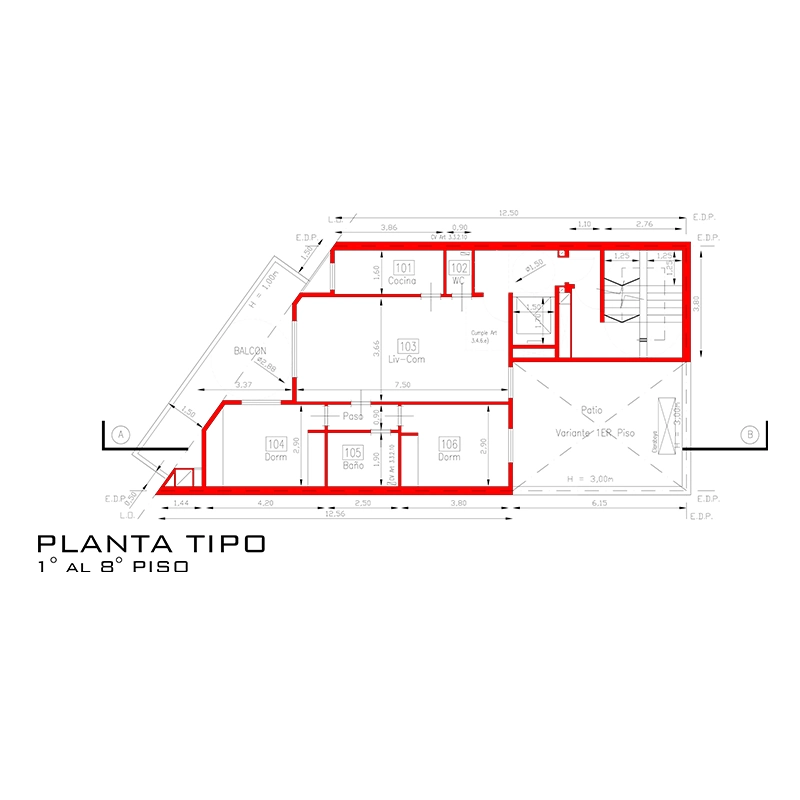 12,50
E.D.P.
L.O.
3,86
0,90
1,10
2,76
CV Art 3.3.2.10
E.D.P.
E.D.P.
1,50
101
Cocina
1,60
102
WC
ø1,50
1,25
1,25
1,25
H = 1,00m
3,80
1,20
Cumple Art
3.4.6.e)
3,66
103
Liv-Com
BALCON
ø2,88
3,37
7,50
1,50
Paso
0,90
Patio
Variante 1ER. Piso
H = 3,00m
A
B
104
Dorm
2,90
105
Baño
1,90
CV Art 3.3.2.10
106
Dorm
2,90
H = 3,00m
0,50
E.D.P.
E.D.P.
1.44
4,20
2,50
3,80
6,15
L.O.
12,56
E.D.P.
PLANTA TIPO
1° AL 8° PISO